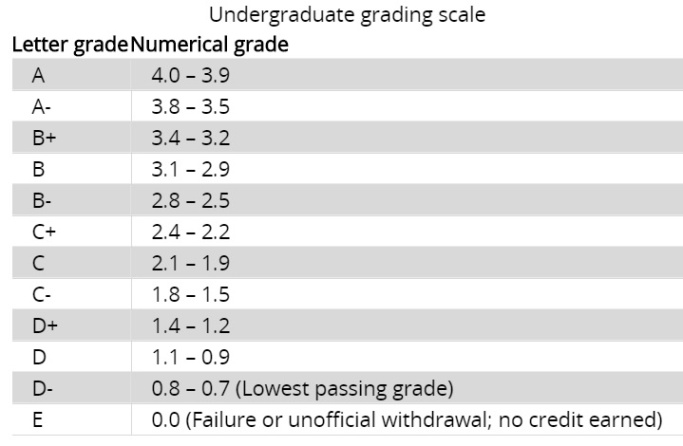 Undergraduate grading scale
Letter grade Numerical grade
A 4.0 – 3.9
A- 3.8 – 3.5
B+ 3.4 – 3.2
B 3.1 – 2.9
B- 2.8 – 2.5
C+ 2.4 – 2.2
C 2.1 – 1.9
C- 1.8 – 1.5
D+ 1.4 – 1.2
D 1.1 – 0.9
D- 0.8 – 0.7 (Lowest passing grade)
E 0.0 (Failure or unofficial withdrawal; no credit earned)